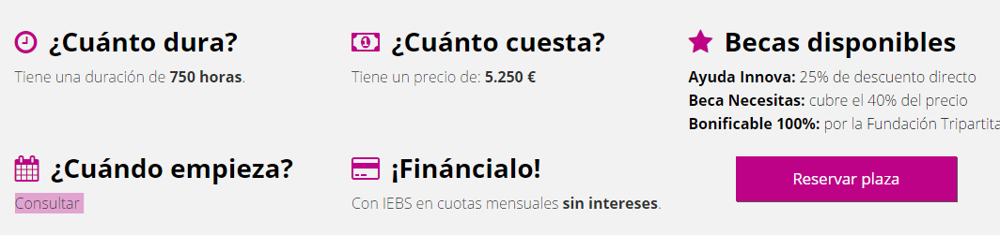 ¿Cuánto dura?
Tiene una duración de 750 horas.
¿Cuánto cuesta?
Tiene un precio de: 5.250 €
Becas disponibles
Ayuda Innova: 25% de descuento directo
Beca Necesitas: cubre el 40% del precio
Bonificable 100%: por la Fundación Tripartita
¿Cuándo empieza?
Consultar
¡Fináncialo!
Con IEBS en cuotas mensuales sin intereses.
Reservar plaza